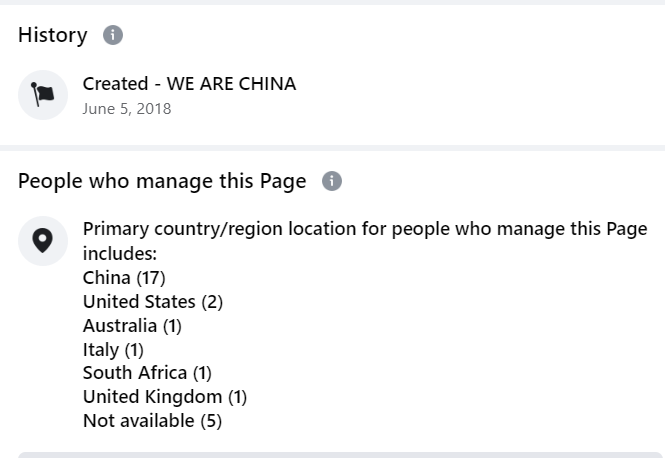 History
Created - WE ARE CHINA
June 5, 2018
People who manage this Page
Primary country/region location for people who manage this Page
includes:
China (17)
United States (2)
Australia (1)
Italy (1)
South Africa (1)
United Kingdom (1)
Not available (5)